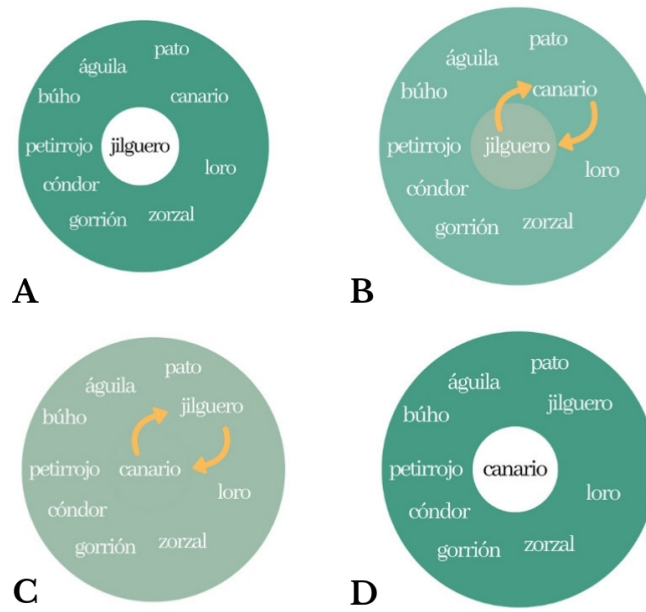 pato
águila
búho
canario
petirrojo
jilguero
loro
cóndor
gorrión
zorzal
A
pato
águila
búho
canario
petirrojo
jilguero
loro
cóndor
gorrión
zorzal
B
pato
águila
jilguero
búho
petirrojo
canario
loro
cóndor
gorrión
zorzal
C
pato
águila
jilguero
búho
petirrojo
canario
loro
cóndor
gorrión
zorzal
D